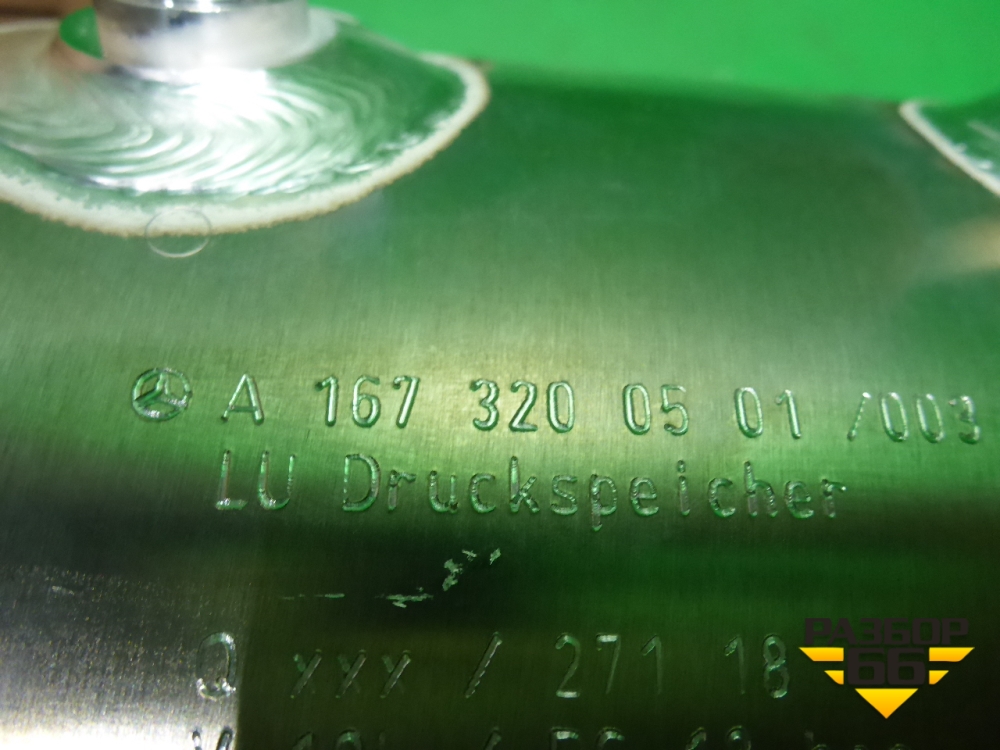 A 167 320 05 01 /003
LU Druckspeicher
Q xxx / 271 18
РАЗБОР
66